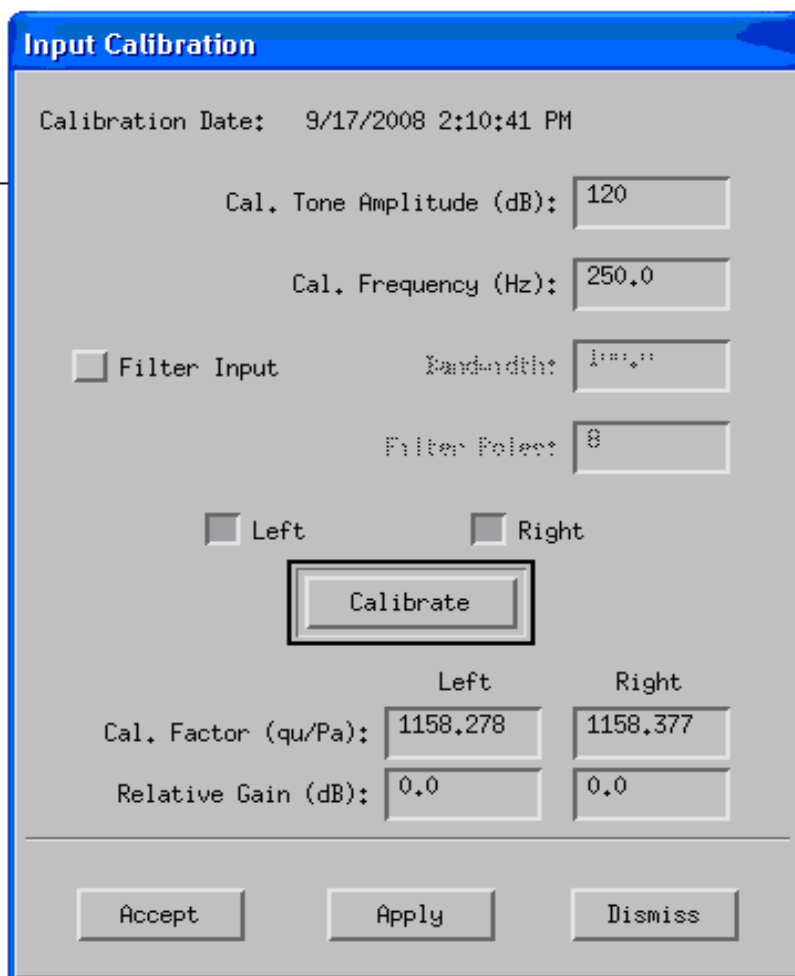 Input Calibration
Calibration Date: 9/17/2008 2:10:41 PM
Cal. Tone Amplitude (dB): 120
Cal. Frequency (Hz): 250.0
Filter Input Bandwidth:
Filter Poles: 8
Left Right
Calibrate
Left Right
Cal. Factor (qu/Pa): 1158.278 1158.377
Relative Gain (dB): 0.0 0.0
Accept Apply Dismiss